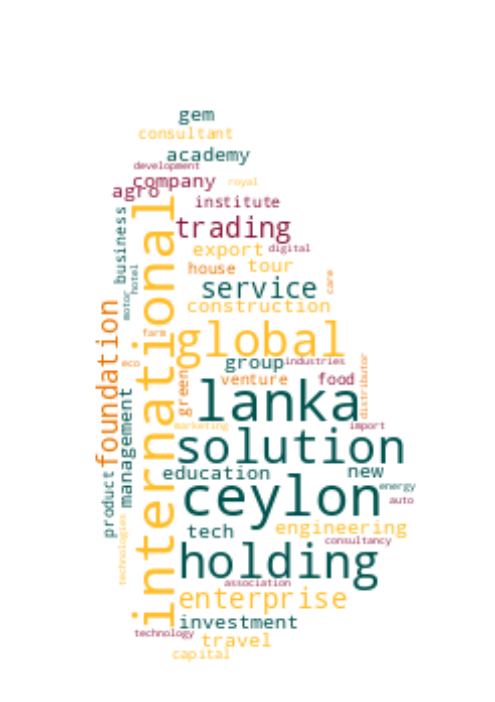 gem
consultant
academy
development
company
royal
agro
institute
trading
business
export
digital
house
tour
hotel
care
service
motor
construction
international
foundation
farm
global
group
industries
eco
green
venture
food
distributor
lanka
management
marketing
import
solution
education
new
product
ceylon
energy
auto
technologies
tech
engineering
consultancy
holding
association
enterprise
investment
technology
travel
capital